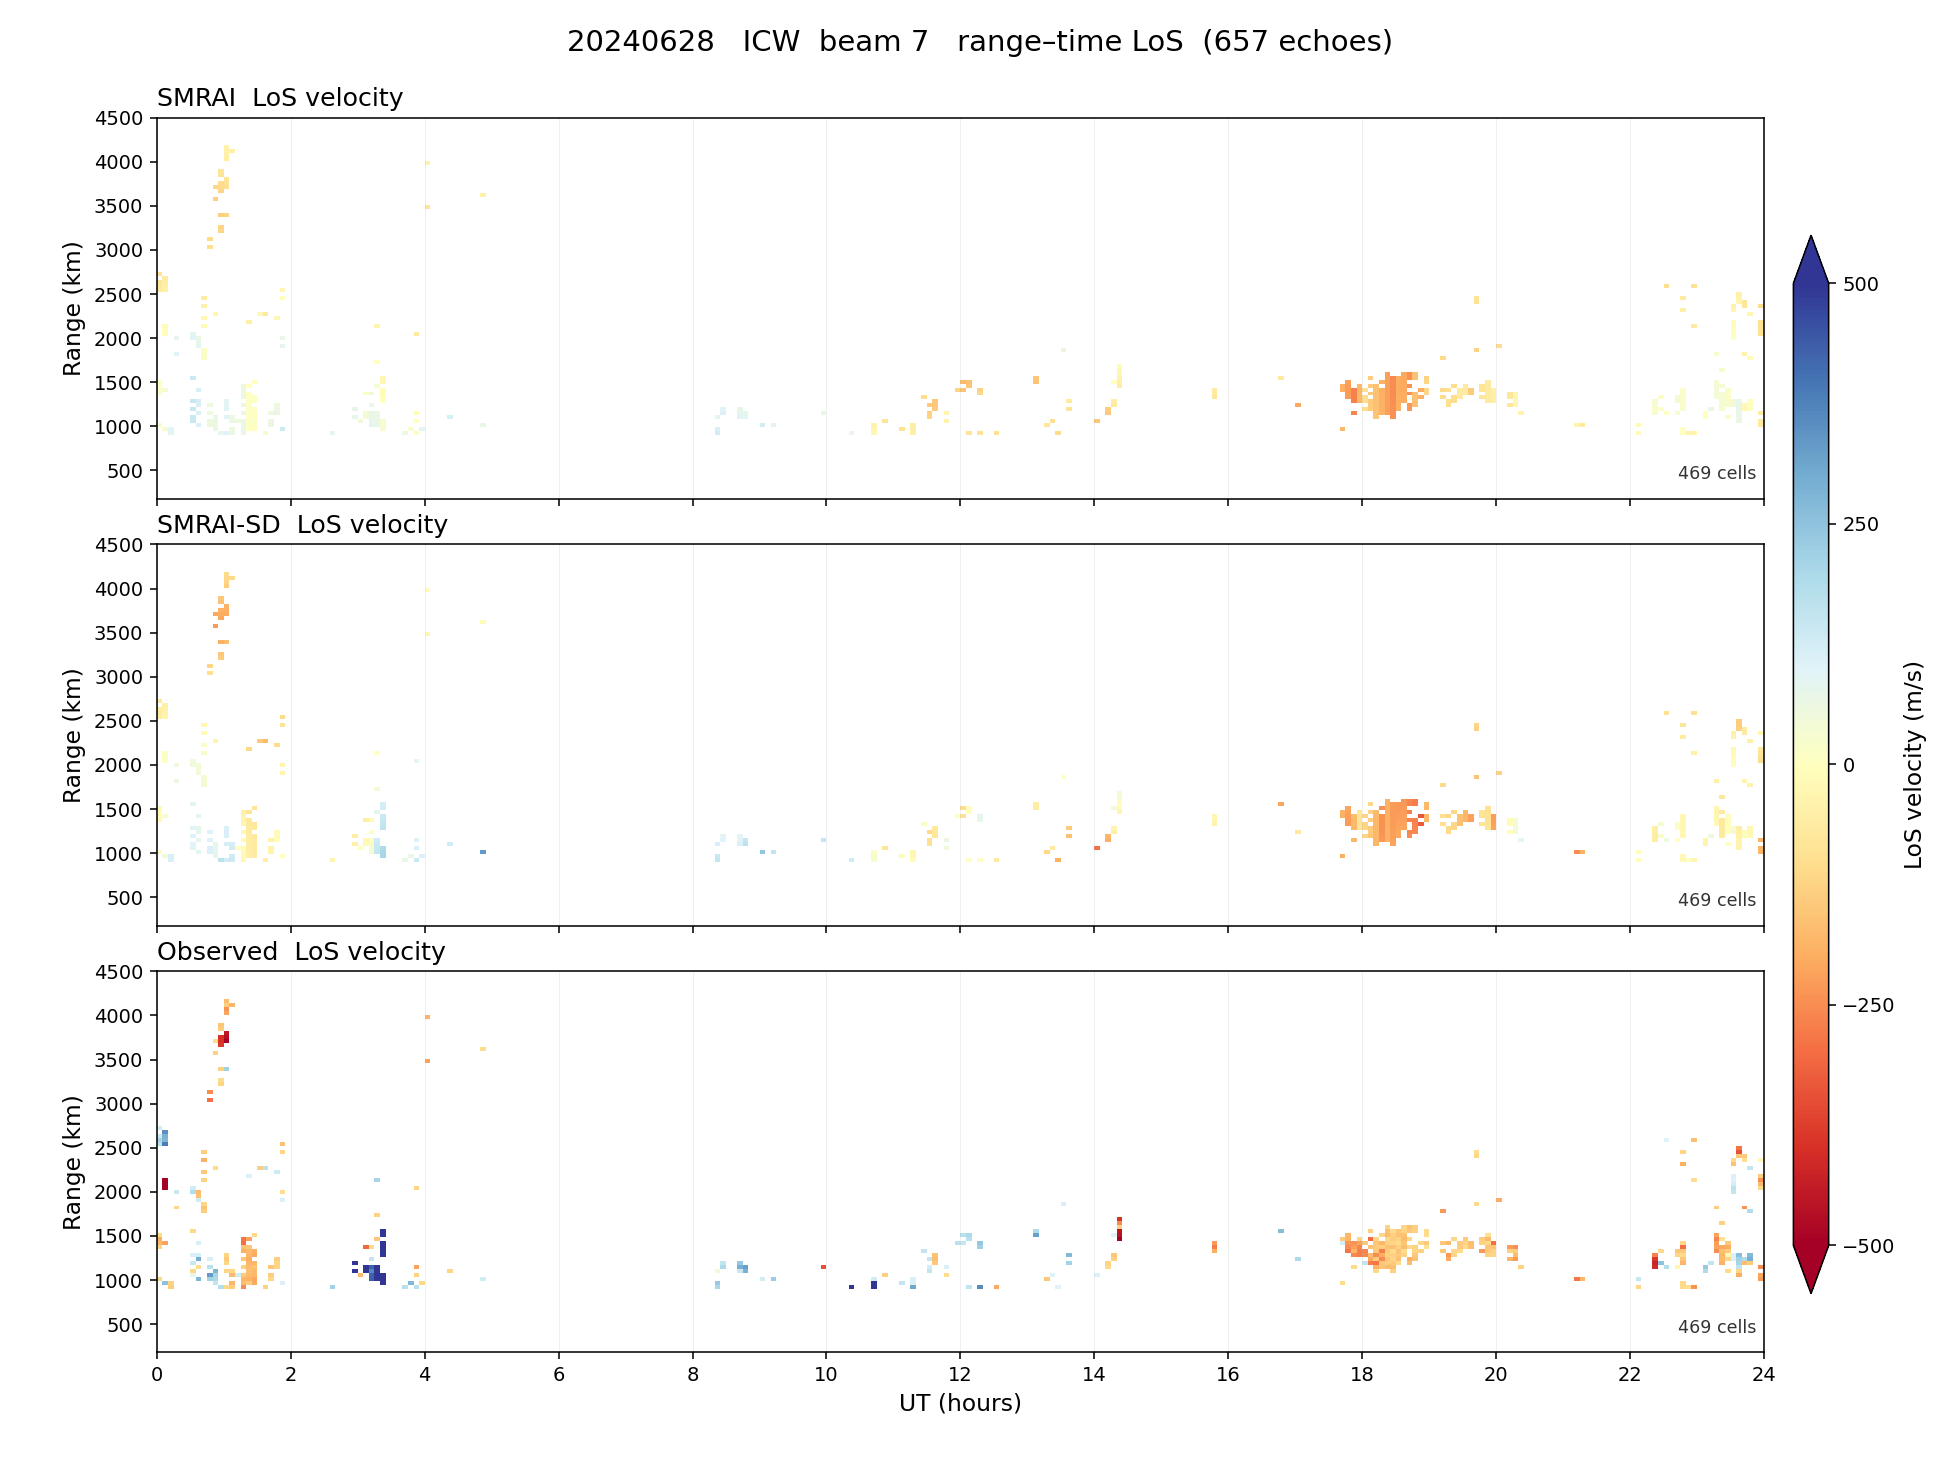 20240628   ICW  beam 7   range–time LoS  (657 echoes)
SMRAI  LoS velocity
4500
4000
3500
3000
2500
2000
1500
1000
500
Range (km)
469 cells
SMRAI-SD  LoS velocity
4500
4000
3500
3000
2500
2000
1500
1000
500
Range (km)
469 cells
Observed  LoS velocity
4500
4000
3500
3000
2500
2000
1500
1000
500
Range (km)
469 cells
0 2 4 6 8 10 12 14 16 18 20 22 24
UT (hours)
500
250
0
−250
−500
LoS velocity (m/s)